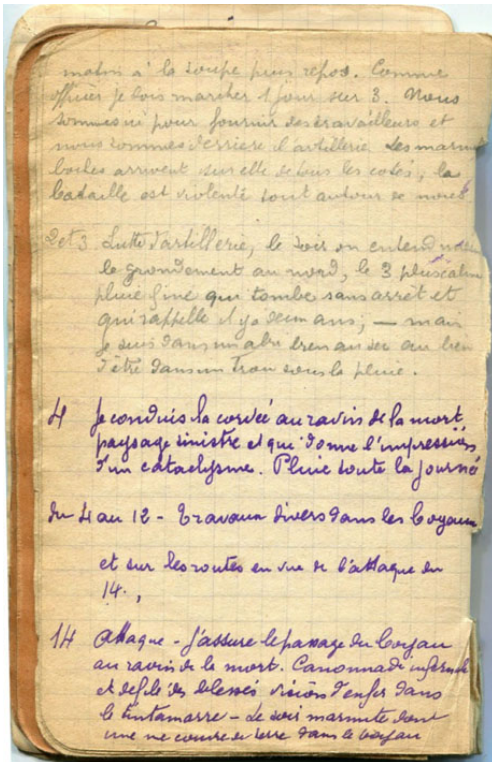 matin à la soupe puis repos. Comme
officier je dois marcher 1 jour sur 3. Nous
sommes ici pour fournir des travailleurs et
nous sommes derrière l'artillerie les marmites
boches arrivent sur elle de tous les cotés, la
bataille est violente tout autour de nous
2 et 3 Lutte d'artillerie, le soir on entend
le grondement au nord, le 3 plus calme
pluie fine qui tombe sans arrêt et
qui rappelle il y a deux ans; — mais
je suis dans un abri bien au sec au lieu
d'être dans un trou sous la pluie.
4 Je conduis la corvée au ravin de la mort
paysage sinistre et qui donne l'impression
d'un cataclysme. Pluie toute la journée
du 4 au 12 - Travaux divers dans les boyaux
et sur les routes en vue de l'attaque du
14.,
14 Attaque - j'assure le passage du boyau
au ravin de la mort. Canonnade infernale
et défilé des blessés vision d'enfer dans
le tintamarre - Le soir marmite dont
une me couvre de terre dans le boyau